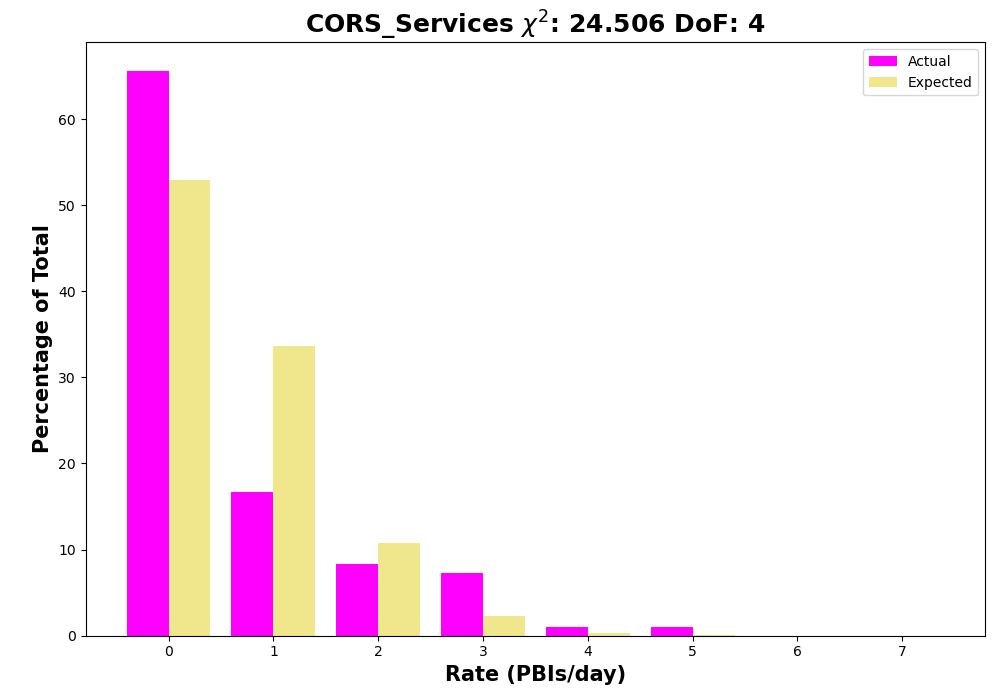 CORS_Services χ²: 24.506 DoF: 4
Actual
Expected
Percentage of Total
60
50
40
30
20
10
0
0 1 2 3 4 5 6 7
Rate (PBIs/day)